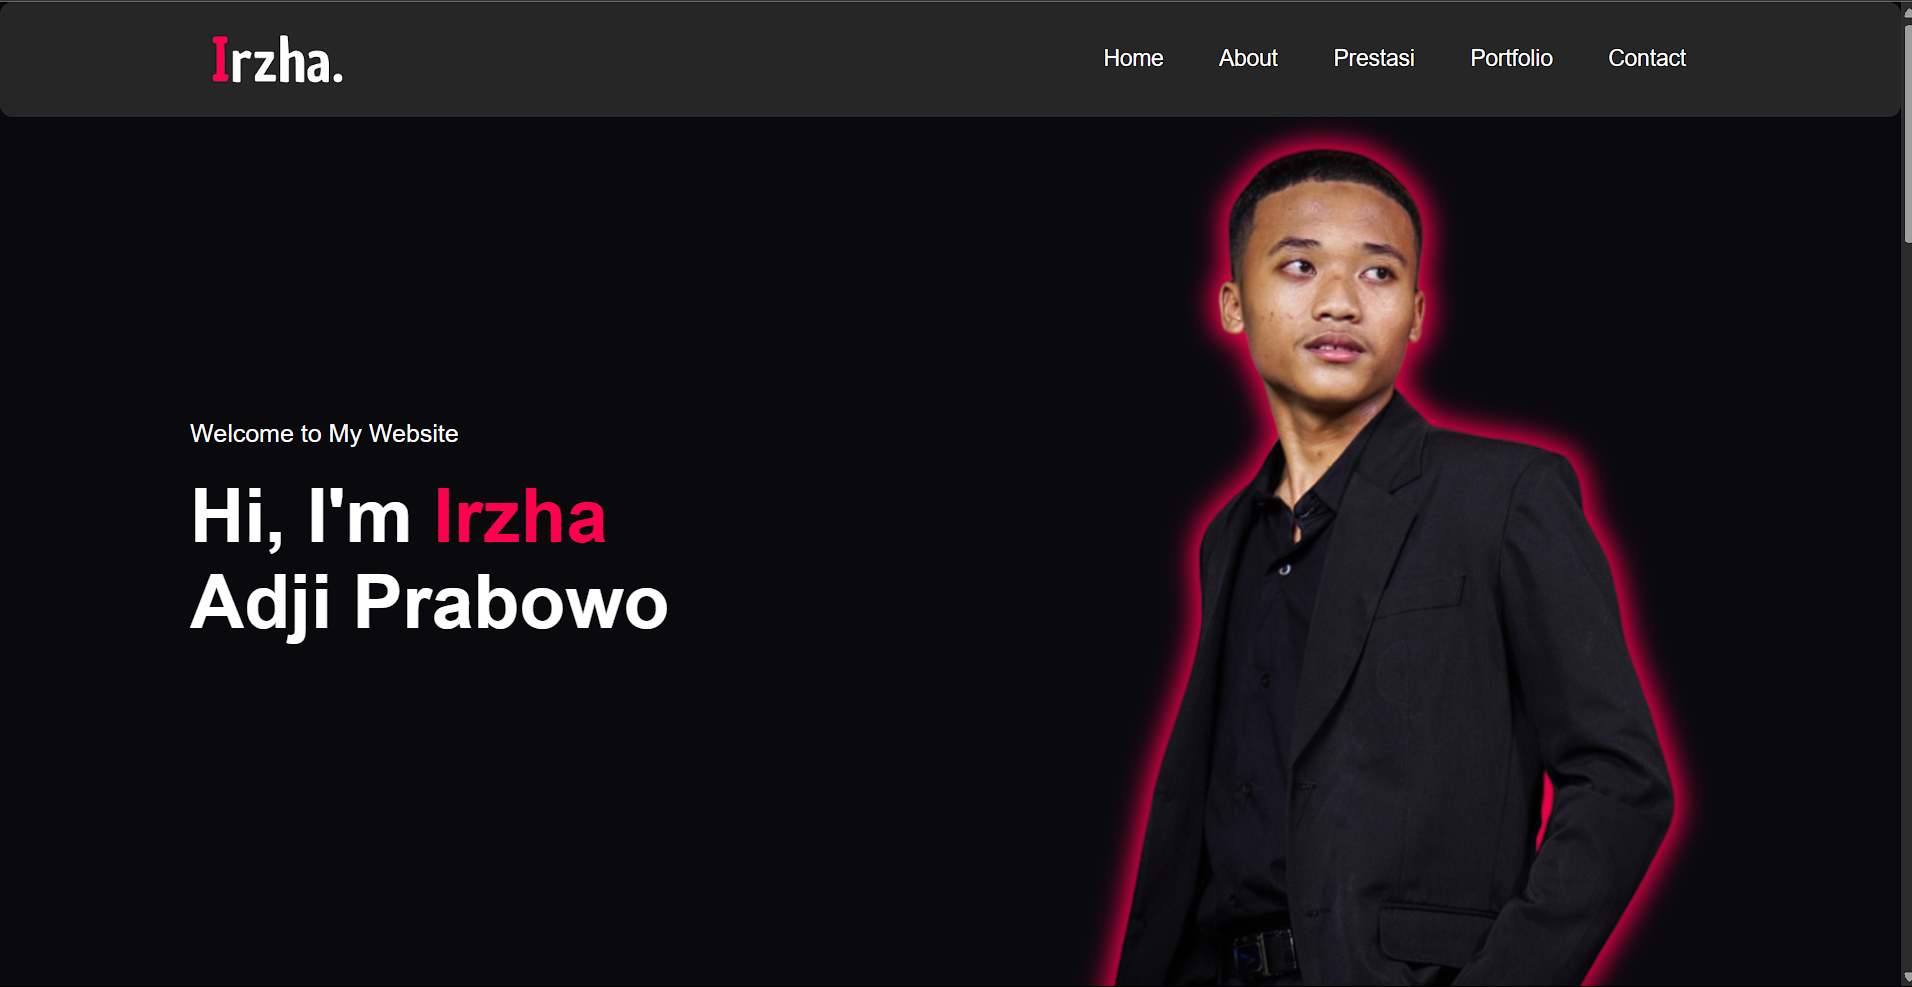 Irzha.
Home About Prestasi Portfolio Contact
Welcome to My Website
Hi, I'm Irzha
Adji Prabowo